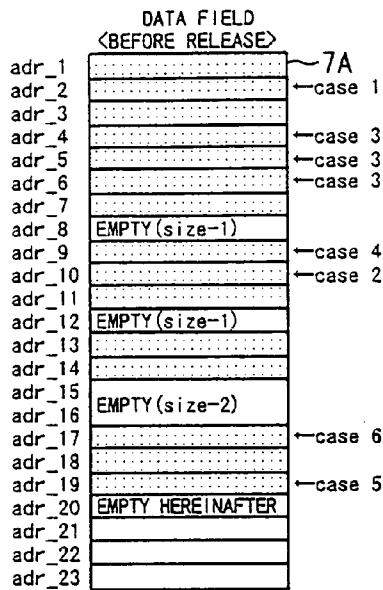 DATA FIELD
<BEFORE RELEASE>
adr_1 7A
adr_2 ←case 1
adr_3
adr_4 ←case 3
adr_5 ←case 3
adr_6 ←case 3
adr_7
adr_8 EMPTY(size-1)
adr_9 ←case 4
adr_10 ←case 2
adr_11
adr_12 EMPTY(size-1)
adr_13
adr_14
adr_15
EMPTY(size-2)
adr_16
adr_17 ←case 6
adr_18
adr_19 ←case 5
adr_20 EMPTY HEREINAFTER
adr_21
adr_22
adr_23